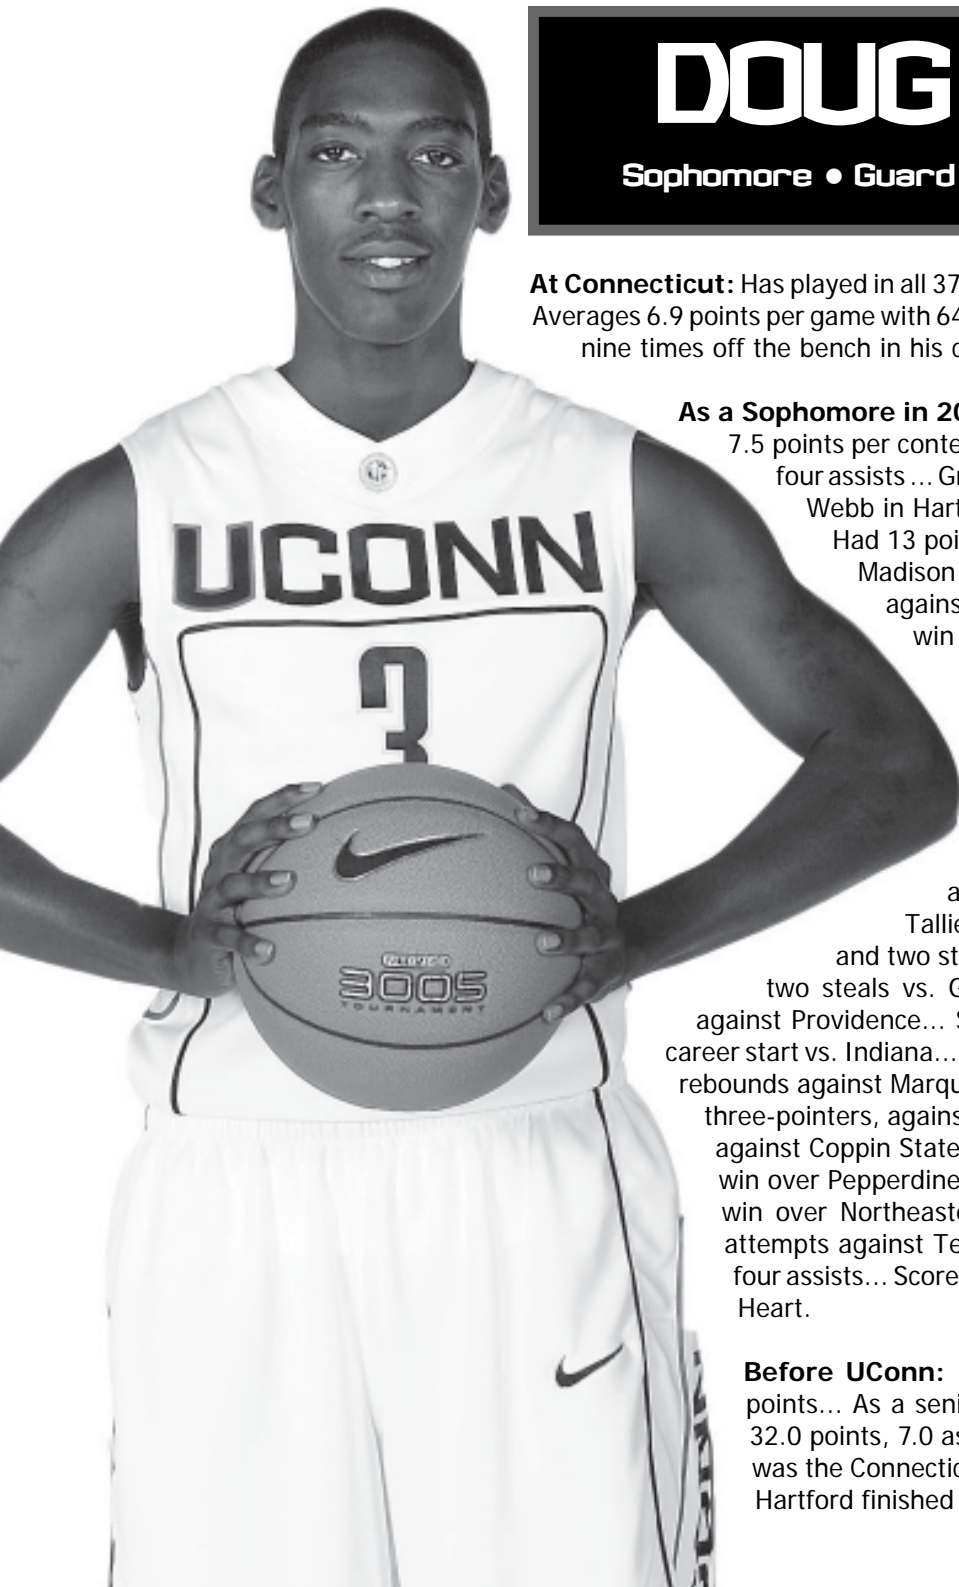 DOUG
Sophomore • Guard
At Connecticut: Has played in all 37
Averages 6.9 points per game with 64
nine times off the bench in his
As a Sophomore in 20
7.5 points per conte
four assists … Gr
Webb in Hart
Had 13 poi
Madison
agains
win
UCONN
3
a
Tallie
and two st
two steals vs. G
against Providence… S
career start vs. Indiana…
rebounds against Marqu
three-pointers, agains
against Coppin State
win over Pepperdine
win over Northeast
attempts against Te
four assists… Score
Heart.
3005
TOURNAMENT
Before UConn:
points… As a seni
32.0 points, 7.0 as
was the Connectic
Hartford finished